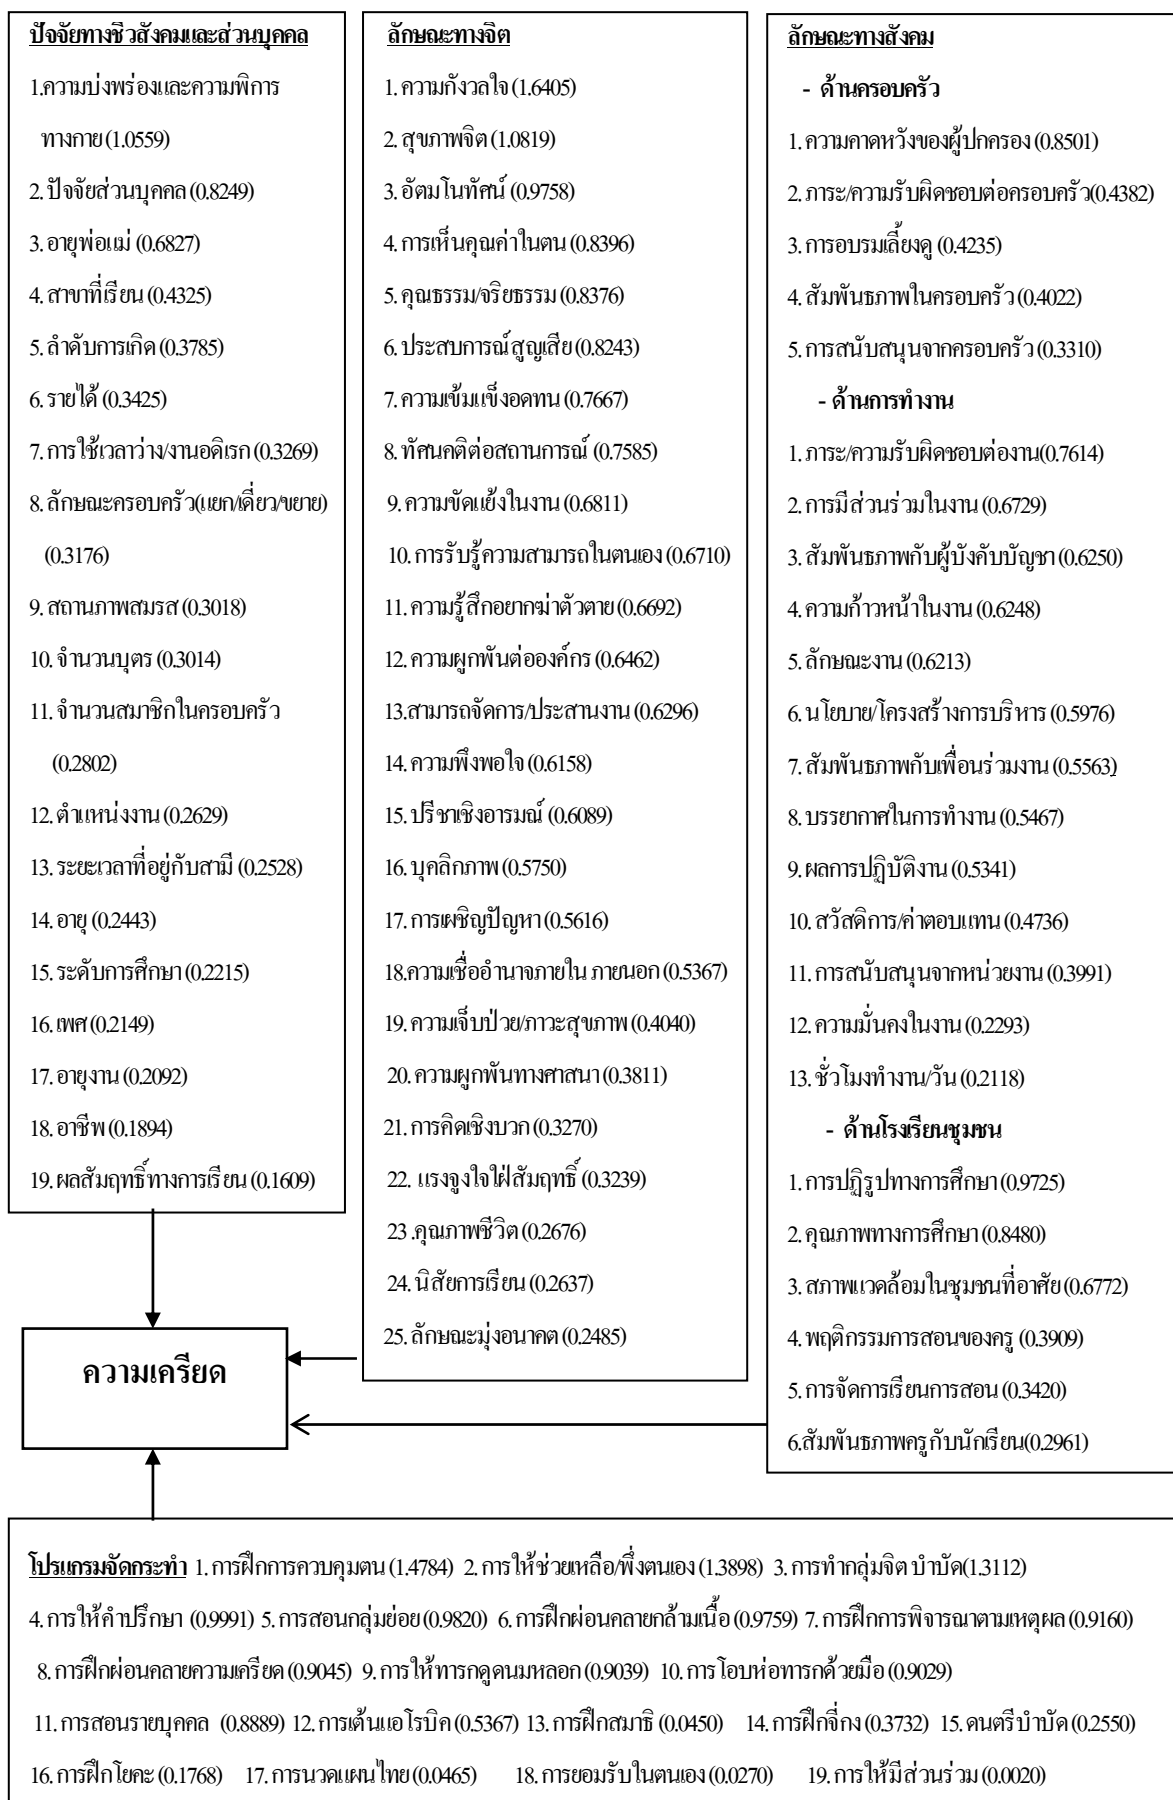 ปัจจัยทางชีวสังคมและส่วนบุคคล
1.ความบ่งพร่องและความพิการ
ทางกาย (1.0559)
2. ปัจจัยส่วนบุคคล (0.8249)
3. อายุพ่อแม่ (0.6827)
4. สาขาที่เรียน (0.4325)
5. ลำดับการเกิด (0.3785)
6. รายได้ (0.3425)
7. การใช้เวลาว่าง/งานอดิเรก (0.3269)
8. ลักษณะครอบครัว(แยก/เดี่ยว/ขยาย)
(0.3176)
9. สถานภาพสมรส (0.3018)
10. จำนวนบุตร (0.3014)
11. จำนวนสมาชิกในครอบครัว
(0.2802)
12. ตำแหน่งงาน (0.2629)
13. ระยะเวลาที่อยู่กับสามี (0.2528)
14. อายุ (0.2443)
15. ระดับการศึกษา (0.2215)
16. เพศ (0.2149)
17. อายุงาน (0.2092)
18. อาชีพ (0.1894)
19. ผลสัมฤทธิ์ทางการเรียน (0.1609)
ลักษณะทางจิต
1. ความกังวลใจ (1.6405)
2. สุขภาพจิต (1.0819)
3. อัตมโนทัศน์ (0.9758)
4. การเห็นคุณค่าในตน (0.8396)
5. คุณธรรม/จริยธรรม (0.8376)
6. ประสบการณ์สูญเสีย (0.8243)
7. ความเข้มแข็งอดทน (0.7667)
8. ทัศนคติต่อสถานการณ์ (0.7585)
9. ความขัดแย้งในงาน (0.6811)
10. การรับรู้ความสามารถในตนเอง (0.6710)
11. ความรู้สึกอยากฆ่าตัวตาย (0.6692)
12. ความผูกพันต่อองค์กร (0.6462)
13.สามารถจัดการ/ประสานงาน (0.6296)
14. ความพึงพอใจ (0.6158)
15. ปรีชาเชิงอารมณ์ (0.6089)
16. บุคลิกภาพ (0.5750)
17. การเผชิญปัญหา (0.5616)
18.ความเชื่ออำนาจภายใน ภายนอก (0.5367)
19. ความเจ็บป่วย/ภาวะสุขภาพ (0.4040)
20. ความผูกพันทางศาสนา (0.3811)
21. การคิดเชิงบวก (0.3270)
22. แรงจูงใจใฝ่สัมฤทธิ์ (0.3239)
23 .คุณภาพชีวิต (0.2676)
24. นิสัยการเรียน (0.2637)
25. ลักษณะมุ่งอนาคต (0.2485)
ลักษณะทางสังคม
- ด้านครอบครัว
1. ความคาดหวังของผู้ปกครอง (0.8501)
2. ภาระ/ความรับผิดชอบต่อครอบครัว(0.4382)
3. การอบรมเลี้ยงดู (0.4235)
4. สัมพันธภาพในครอบครัว (0.4022)
5. การสนับสนุนจากครอบครัว (0.3310)
- ด้านการทำงาน
1. ภาระ/ความรับผิดชอบต่องาน(0.7614)
2. การมีส่วนร่วมในงาน (0.6729)
3. สัมพันธภาพกับผู้บังคับบัญชา (0.6250)
4. ความก้าวหน้าในงาน (0.6248)
5. ลักษณะงาน (0.6213)
6. นโยบาย/โครงสร้างการบริหาร (0.5976)
7. สัมพันธภาพกับเพื่อนร่วมงาน (0.5563)
8. บรรยากาศในการทำงาน (0.5467)
9. ผลการปฏิบัติงาน (0.5341)
10. สวัสดิการ/ค่าตอบแทน (0.4736)
11. การสนับสนุนจากหน่วยงาน (0.3991)
12. ความมั่นคงในงาน (0.2293)
13. ชั่วโมงทำงาน/วัน (0.2118)
- ด้านโรงเรียนชุมชน
1. การปฏิรูปทางการศึกษา (0.9725)
2. คุณภาพทางการศึกษา (0.8480)
3. สภาพแวดล้อมในชุมชนที่อาศัย (0.6772)
4. พฤติกรรมการสอนของครู (0.3909)
5. การจัดการเรียนการสอน (0.3420)
6.สัมพันธภาพครูกับนักเรียน(0.2961)
ความเครียด
โปรแกรมจัดกระทำ 1. การฝึกการควบคุมตน (1.4784) 2. การให้ช่วยเหลือ/พึ่งตนเอง (1.3898) 3. การทำกลุ่มจิต บำบัด(1.3112)
4. การให้คำปรึกษา (0.9991) 5. การสอนกลุ่มย่อย (0.9820) 6. การฝึกผ่อนคลายกล้ามเนื้อ (0.9759) 7. การฝึกการพิจารณาตามเหตุผล (0.9160)
8. การฝึกผ่อนคลายความเครียด (0.9045) 9. การให้ทารกดูดนมหลอก (0.9039) 10. การโอบห่อทารกด้วยมือ (0.9029)
11. การสอนรายบุคคล (0.8889) 12. การเต้นแอโรบิค (0.5367) 13. การฝึกสมาธิ (0.0450) 14. การฝึกจี่กง (0.3732) 15. ดนตรีบำบัด (0.2550)
16. การฝึกโยคะ (0.1768) 17. การนวดแผนไทย (0.0465) 18. การยอมรับในตนเอง (0.0270) 19. การให้มีส่วนร่วม (0.0020)